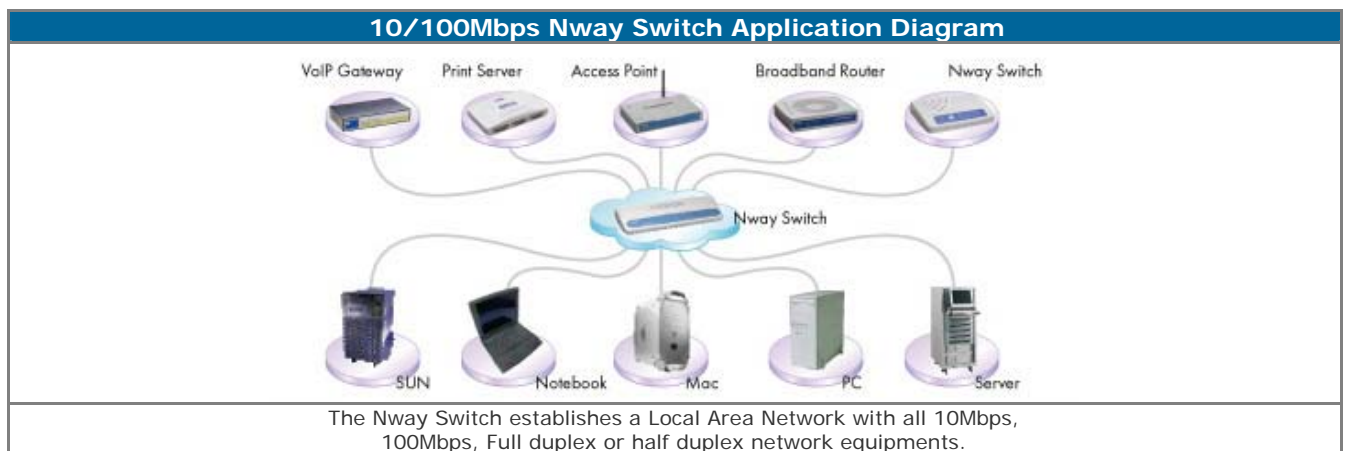 10/100Mbps Nway Switch Application Diagram
VoIP Gateway
Print Server
Access Point
Broadband Router
Nway Switch
Nway Switch
SUN
Notebook
Mac
PC
Server
The Nway Switch establishes a Local Area Network with all 10Mbps,
100Mbps, Full duplex or half duplex network equipments.